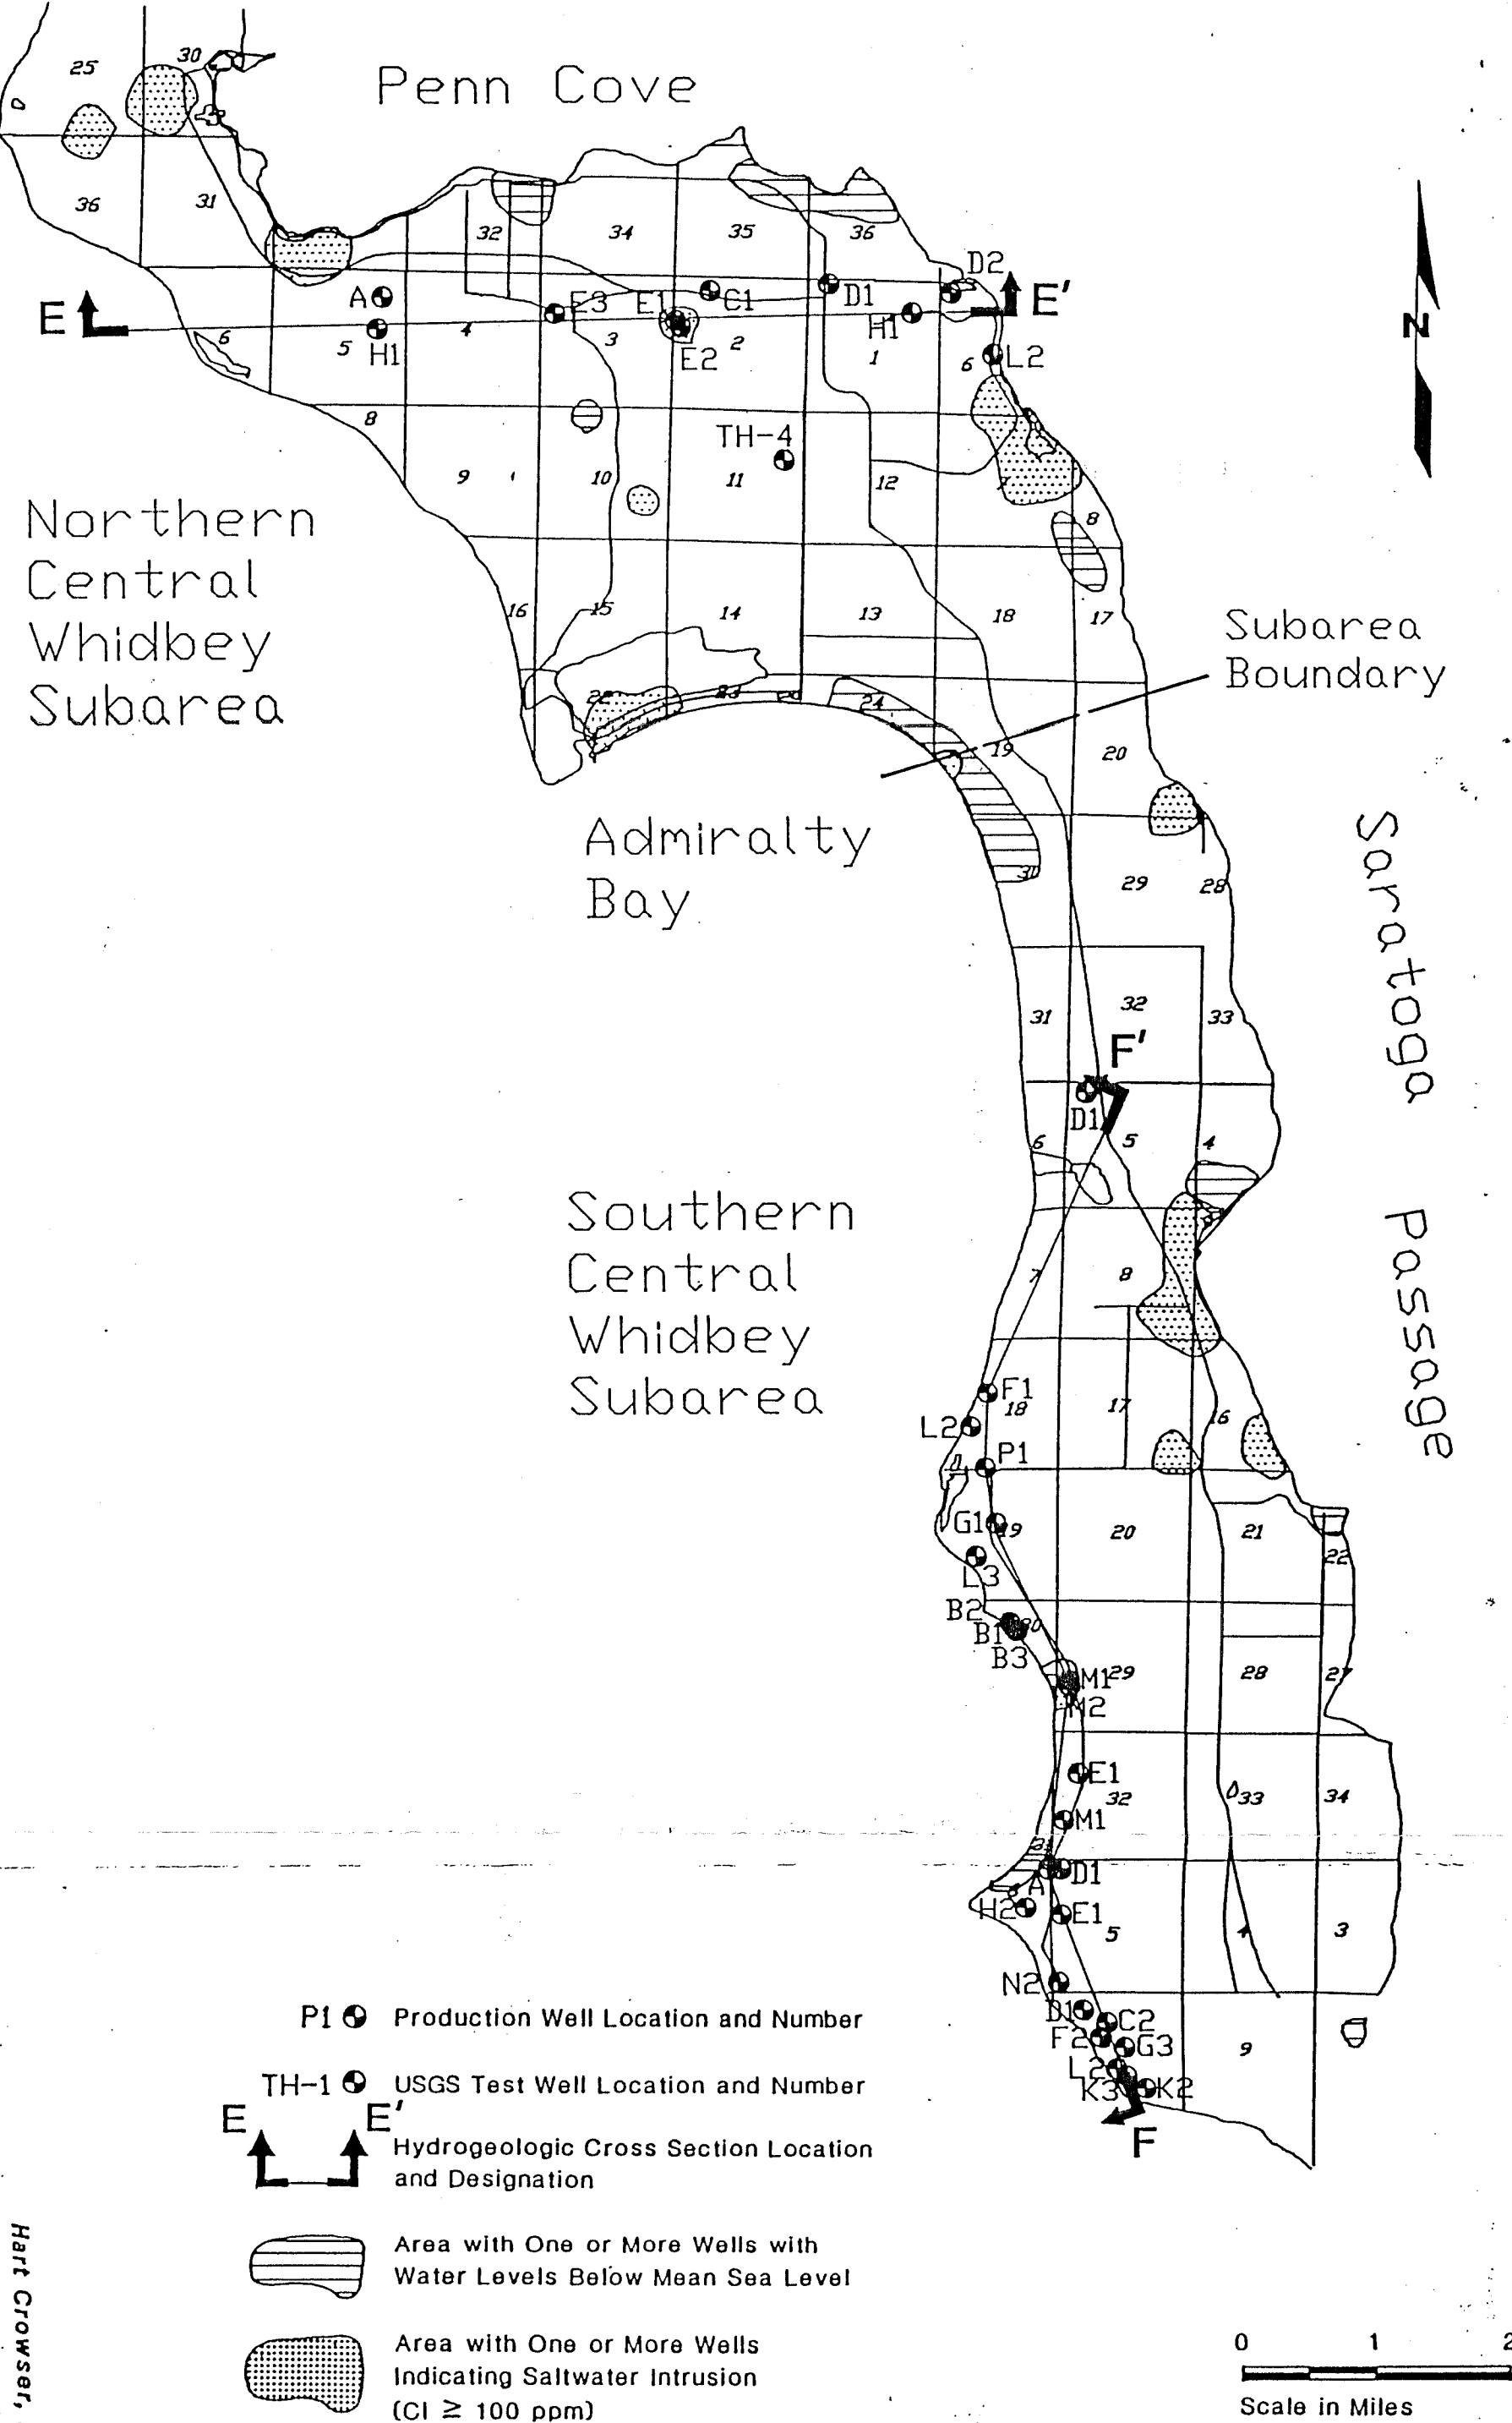 25
30
Penn Cove
36
31
32
34
35
36
D2
A
E3
E1
C1
D1
H1
E
E'
6
5
H1
4
3
E2
2
1
6
L2
N
8
TH-4
9
10
11
12
7
8
Northern
Central
Whidbey
Subarea
16
15
14
13
18
17
Subarea
Boundary
22
23
24
19
20
Admiralty
Bay
Saratoga Passage
30
29
28
31
32
33
F'
D1
6
5
4
Southern
Central
Whidbey
Subarea
7
8
F1
18
17
16
L2
P1
G1
19
20
21
22
L3
B2
B1
30
B3
M1
29
28
27
M2
E1
32
33
34
M1
D1
A
H2
E1
5
4
3
N2
D1
C2
F2
G3
9
L2
K3
K2
F
P1 Production Well Location and Number
TH-1 USGS Test Well Location and Number
E E'
Hydrogeologic Cross Section Location
and Designation
Area with One or More Wells with
Water Levels Below Mean Sea Level
Area with One or More Wells
Indicating Saltwater Intrusion
(Cl ≥ 100 ppm)
0 1 2
Scale in Miles
Hart Crowser,